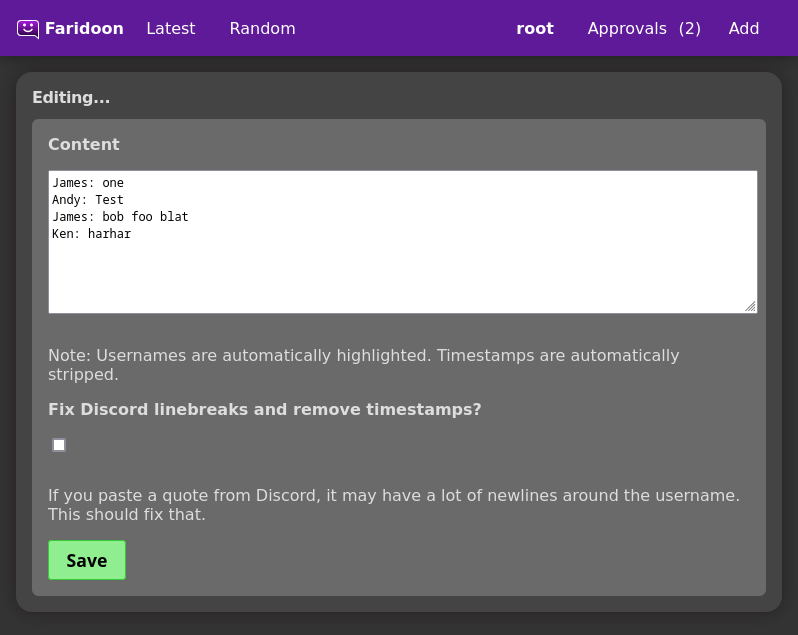 Faridoon Latest Random root Approvals (2) Add
Editing...
Content
James: one
Andy: Test
James: bob foo blat
Ken: harhar
Note: Usernames are automatically highlighted. Timestamps are automatically
stripped.
Fix Discord linebreaks and remove timestamps?
If you paste a quote from Discord, it may have a lot of newlines around the username.
This should fix that.
Save